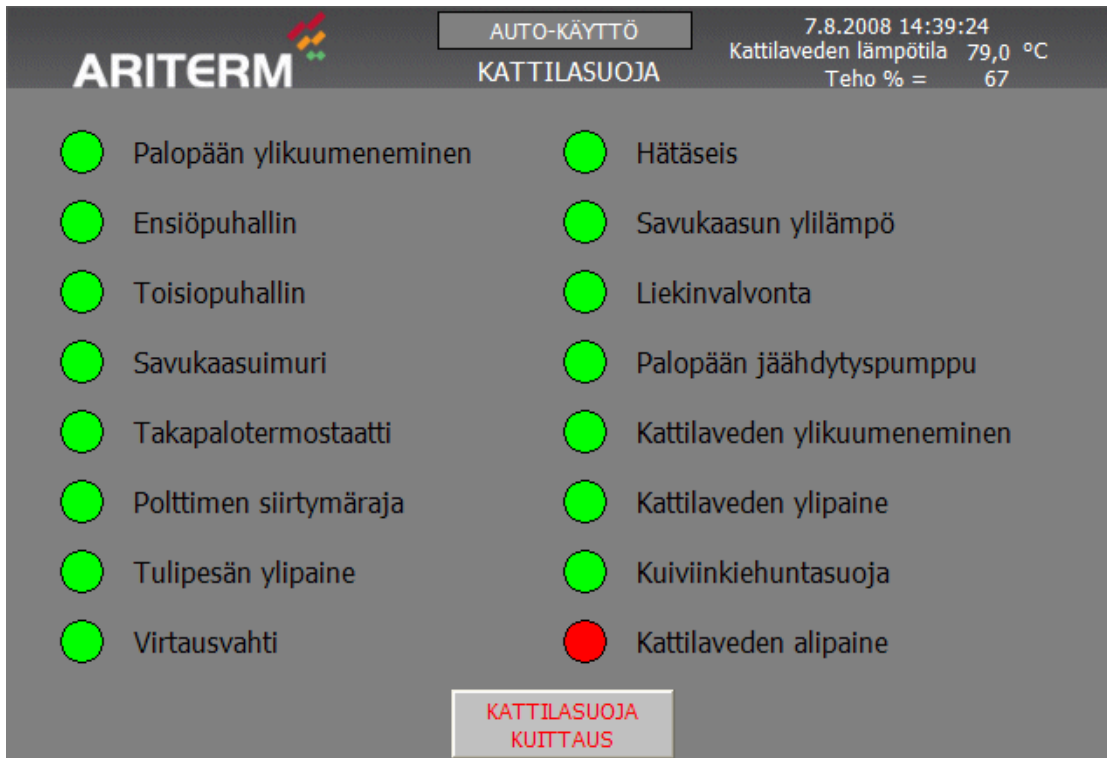 ARITERM
AUTO-KÄYTTÖ
KATTILASUOJA
7.8.2008 14:39:24
Kattilaveden lämpötila 79,0 °C
Teho % = 67
Palopään ylikuumeneminen
Ensiöpuhallin
Toisiopuhallin
Savukaasuimuri
Takapalotermostaatti
Polttimen siirtymäraja
Tulipesän ylipaine
Virtausvahti
Hätäseis
Savukaasun ylilämpö
Liekinvalvonta
Palopään jäähdytyspumppu
Kattilaveden ylikuumeneminen
Kattilaveden ylipaine
Kuiviinkiehuntasuoja
Kattilaveden alipaine
KATTILASUOJA
KUITTAUS